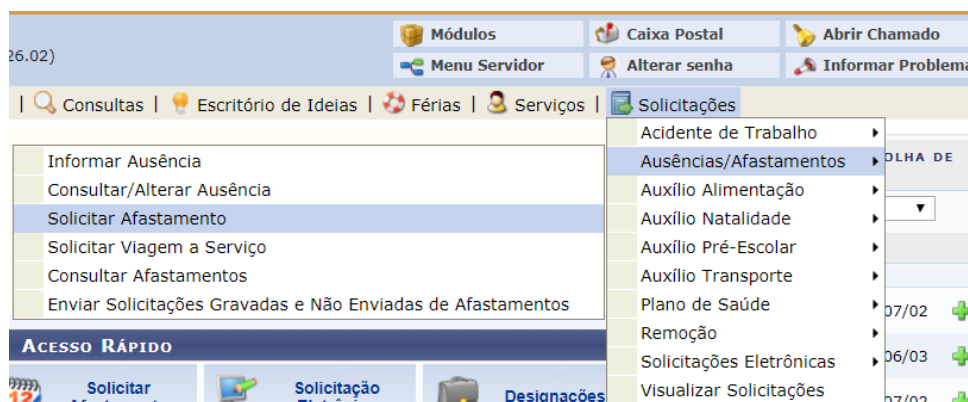 Módulos
Caixa Postal
Abrir Chamado
26.02)
Menu Servidor
Alterar senha
Informar Problema
| Consultas | Escritório de Ideias | Férias | Serviços | Solicitações
Acidente de Trabalho
Ausências/Afastamentos
Auxílio Alimentação
Auxílio Natalidade
Auxílio Pré-Escolar
Auxílio Transporte
Plano de Saúde
Remoção
Solicitações Eletrônicas
Visualizar Solicitações
Informar Ausência
Consultar/Alterar Ausência
Solicitar Afastamento
Solicitar Viagem a Serviço
Consultar Afastamentos
Enviar Solicitações Gravadas e Não Enviadas de Afastamentos
OLHA DE
07/02
06/03
Acesso Rápido
12
Solicitar
Solicitação
Designações